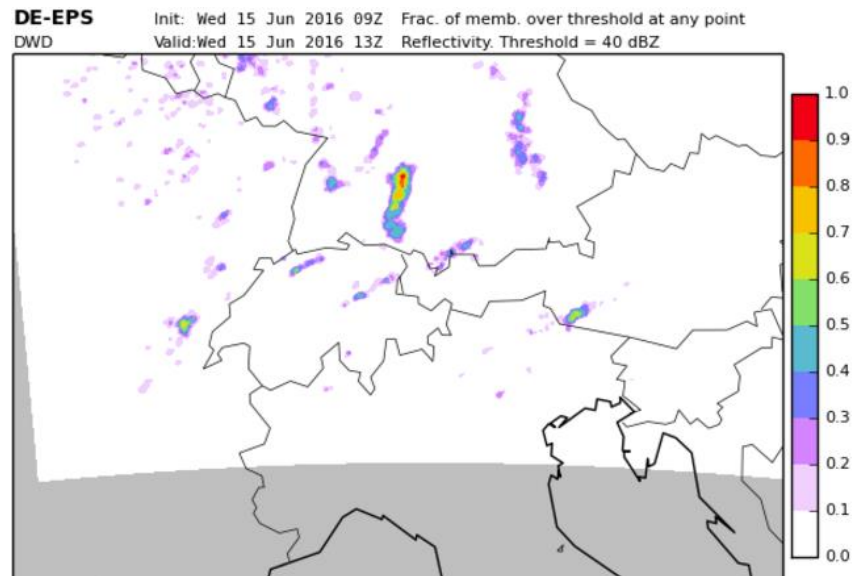 DE-EPS
DWD
Init: Wed 15 Jun 2016 09Z Frac. of memb. over threshold at any point
Valid:Wed 15 Jun 2016 13Z Reflectivity. Threshold = 40 dBZ
1.0
0.9
0.8
0.7
0.6
0.5
0.4
0.3
0.2
0.1
0.0